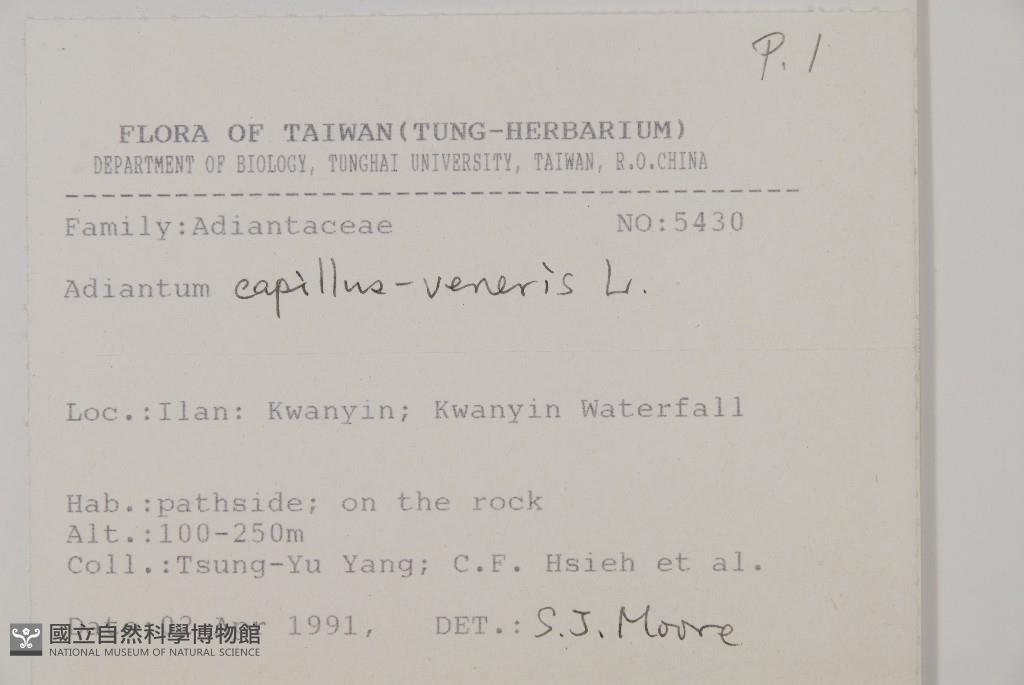 P. 1
FLORA OF TAIWAN(TUNG-HERBARIUM)
DEPARTMENT OF BIOLOGY, TUNGHAI UNIVERSITY, TAIWAN, R.O.CHINA
----------------------------------------
Family:Adiantaceae NO:5430
Adiantum capillus-veneris L.
Loc.:Ilan: Kwanyin; Kwanyin Waterfall
Hab.:pathside; on the rock
Alt.:100-250m
Coll.:Tsung-Yu Yang; C.F. Hsieh et al.
Date: Apr 1991, DET.: S.J. Moore
國立自然科學博物館
NATIONAL MUSEUM OF NATURAL SCIENCE